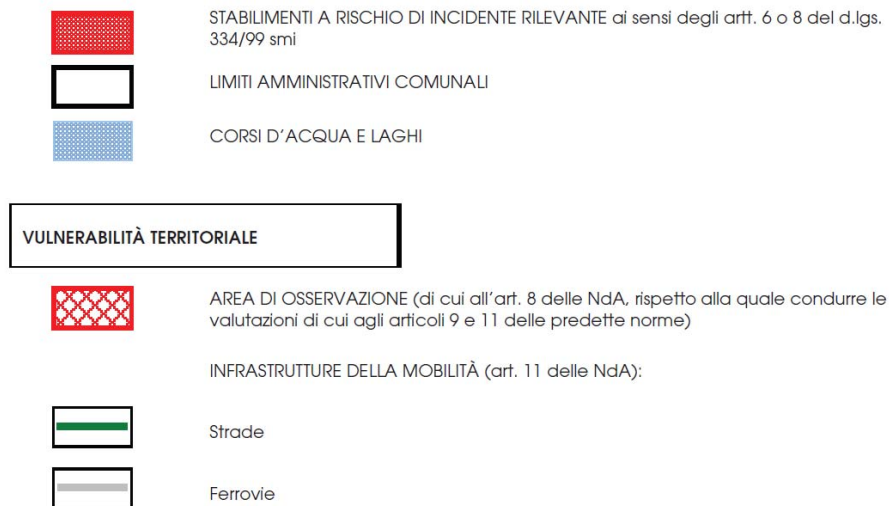 STABILIMENTI A RISCHIO DI INCIDENTE RILEVANTE ai sensi degli artt. 6 o 8 del d.lgs.
334/99 smi
LIMITI AMMINISTRATIVI COMUNALI
CORSI D'ACQUA E LAGHI
VULNERABILITÀ TERRITORIALE
AREA DI OSSERVAZIONE (di cui all'art. 8 delle NdA, rispetto alla quale condurre le
valutazioni di cui agli articoli 9 e 11 delle predette norme)
INFRASTRUTTURE DELLA MOBILITÀ (art. 11 delle NdA):
Strade
Ferrovie